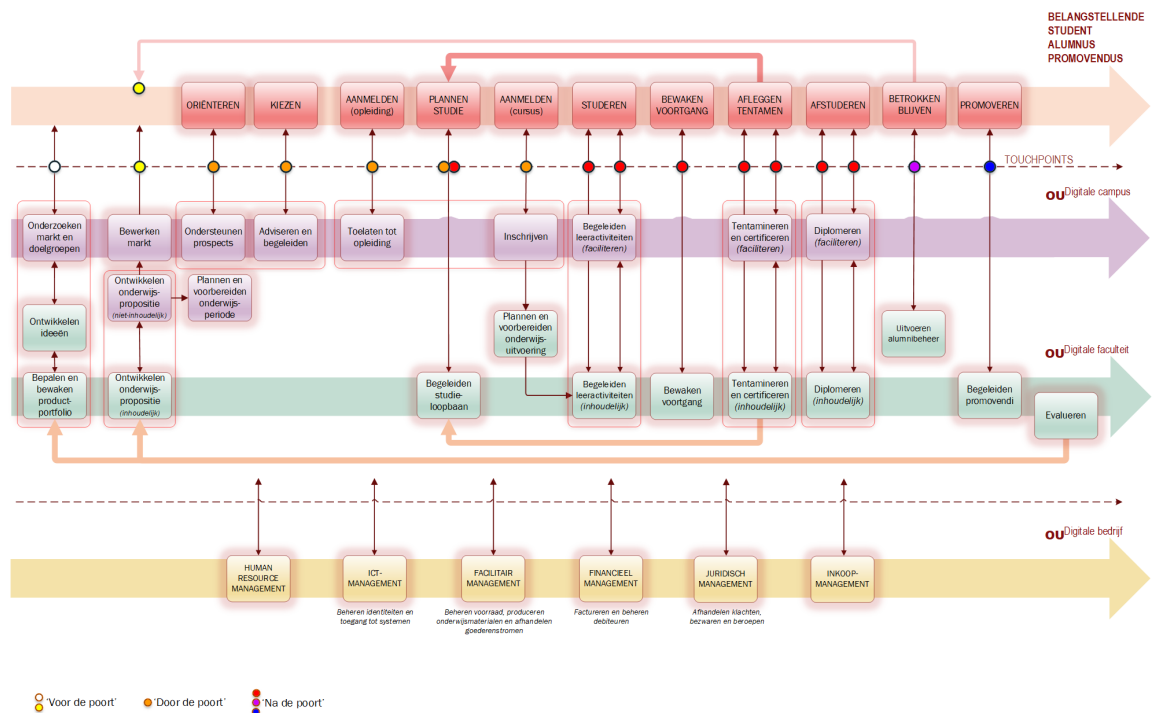 BELANGSTELLENDE
STUDENT
ALUMNUS
PROMOVENDUS
ORIËNTEREN
KIEZEN
AANMELDEN
(opleiding)
PLANNEN
STUDIE
AANMELDEN
(cursus)
STUDEREN
BEWAKEN
VOORTGANG
AFLEGGEN
TENTAMEN
AFSTUDEREN
BETROKKEN
BLIJVEN
PROMOVEREN
TOUCHPOINTS
OU Digitale campus
Onderzoeken
markt en
doelgroepen
Bewerken
markt
Ondersteunen
prospects
Adviseren en
begeleiden
Toelaten tot
opleiding
Inschrijven
Begeleiden
leeractiviteiten
(faciliteren)
Tentamineren
en certificeren
(faciliteren)
Diplomeren
(faciliteren)
Ontwikkelen
onderwijs-
propositie
(niet-inhoudelijk)
Plannen en
voorbereiden
onderwijs-
periode
Ontwikkelen
ideeën
Plannen en
voorbereiden
onderwijs-
uitvoering
Uitvoeren
alumnibeheer
OU Digitale faculteit
Bepalen en
bewaken
product-
portfolio
Ontwikkelen
onderwijs-
propositie
(inhoudelijk)
Begeleiden
studie-
loopbaan
Begeleiden
leeractiviteiten
(inhoudelijk)
Bewaken
voortgang
Tentamineren
en certificeren
(inhoudelijk)
Diplomeren
(inhoudelijk)
Begeleiden
promovendi
Evalueren
OU Digitale bedrijf
HUMAN
RESOURCE
MANAGEMENT
ICT-
MANAGEMENT
FACILITAIR
MANAGEMENT
FINANCIEEL
MANAGEMENT
JURIDISCH
MANAGEMENT
INKOOP-
MANAGEMENT
Beheren identiteiten en
toegang tot systemen
Beheren voorraad, produceren
onderwijsmaterialen en afhandelen
goederenstromen
Factureren en beheren
debiteuren
Afhandelen klachten,
bezwaren en beroepen
'Voor de poort'
'Door de poort'
'Na de poort'